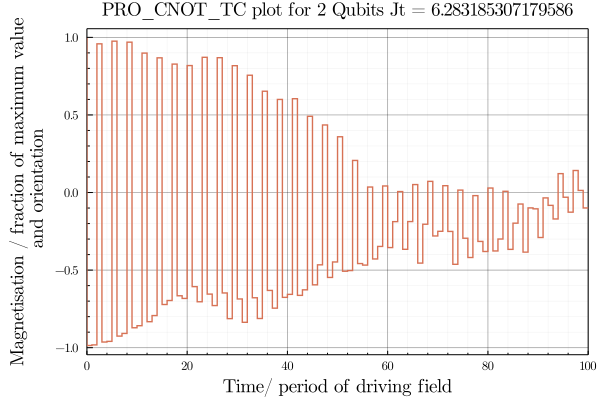 PRO_CNOT_TC plot for 2 Qubits Jt = 6.283185307179586
Magnetisation / fraction of maximum value
and orientation
1.0
0.5
0.0
−0.5
−1.0
0 20 40 60 80 100
Time/ period of driving field